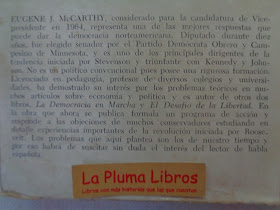 EUGENE J. McCARTHY, considerado para la candidatura de Vice-
presidente en 1964, representa una de las mejores respuestas que
puede dar la democracia norteamericana. Diputado durante diez
años, fue elegido senador por el Partido Demócrata Obrero y Campe-
sino de Minnesota, y es uno de los principales dirigentes de la
tendencia iniciada por Stevenson y triunfante con Kennedy y John-
son. No es un político convencional pues posee una rigurosa formación.
Licenciado en pedagogía, profesor de diversos colegios y universi-
dades, ha demostrado su interés por los problemas teóricos en mu-
chos artículos sobre economía y política y es autor de otros dos
libros, La Democracia en Marcha y El Desafío de la Libertad. En
la obra que ahora se publica formula un programa de acción y
responde a las objeciones de muchos conservadores estudiando en
detalle experiencias importantes de la revolución iniciada por Roose-
velt. Los problemas que aquí plantea son los de nuestro tiempo y
por eso habrá de suscitar sin duda el interés del lector de habla
española.
La Pluma Libros
Libros con más historias que las que cuentan